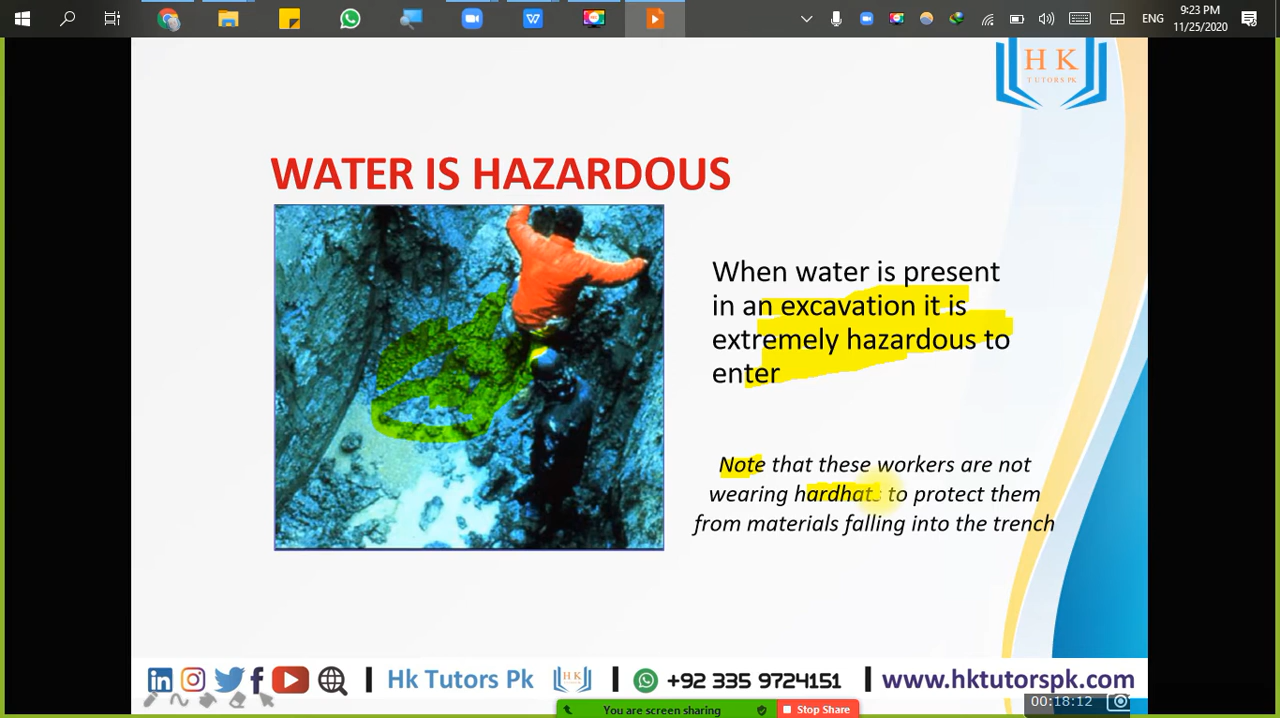 ENG
9:23 PM
11/25/2020
H K
TUTORS PK
WATER IS HAZARDOUS
When water is present
in an excavation it is
extremely hazardous to
enter
Note that these workers are not
wearing hardhats to protect them
from materials falling into the trench
in
Hk Tutors Pk
H K
+92 335 9724151
www.hktutorspk.com
00:18:12
You are screen sharing
Stop Share